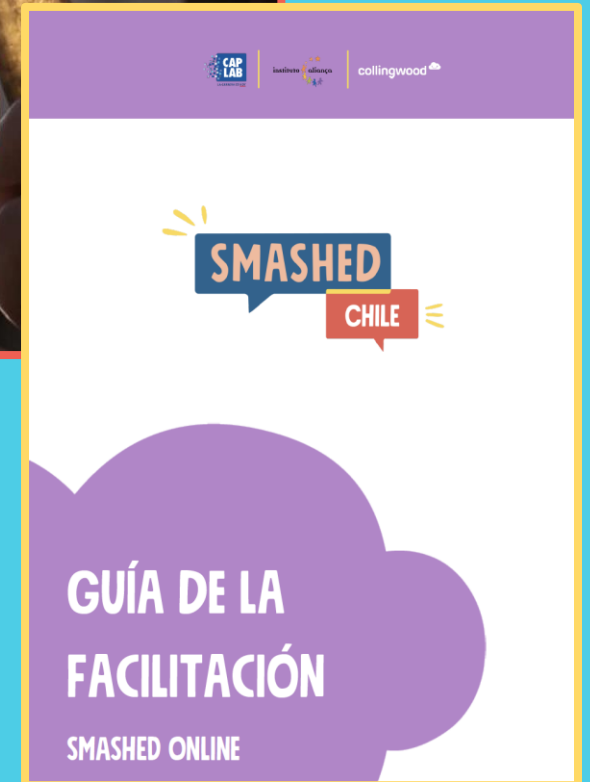 CAP
LAB
instituto aliança
collingwood
SMASHED
CHILE
GUÍA DE LA
FACILITACIÓN
SMASHED ONLINE